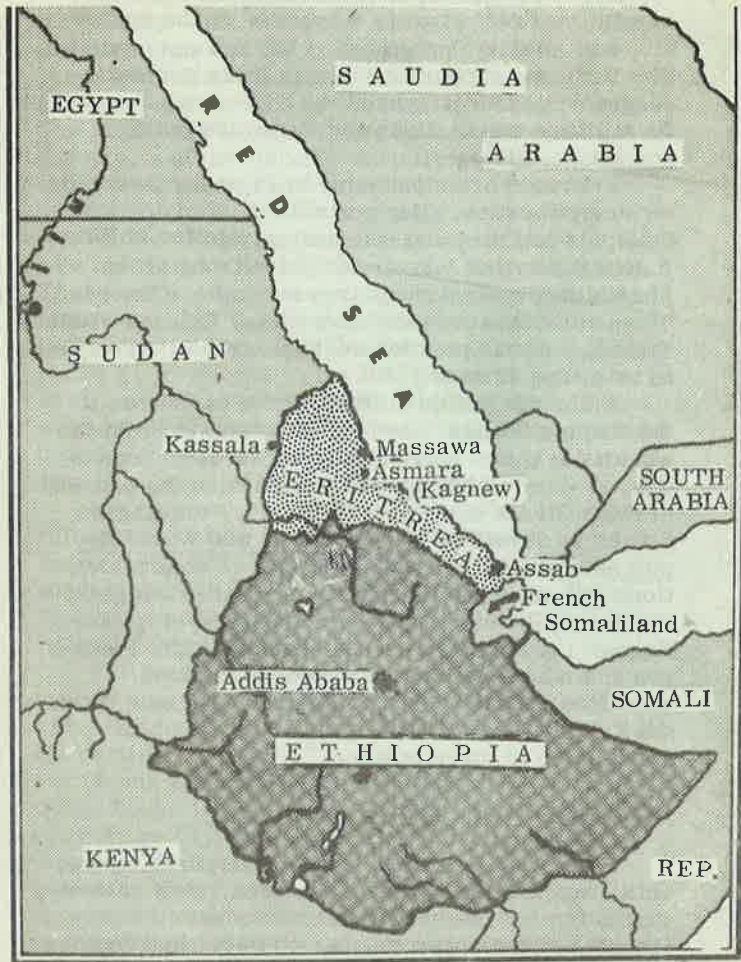 SAUDIA
ARABIA
EGYPT
RED
SEA
SUDAN
Kassala
Massawa
Asmara
(Kagnew)
ERITREA
SOUTH
ARABIA
Assab
French
Somaliland
Addis Ababa
SOMALI
ETHIOPIA
KENYA
REP.